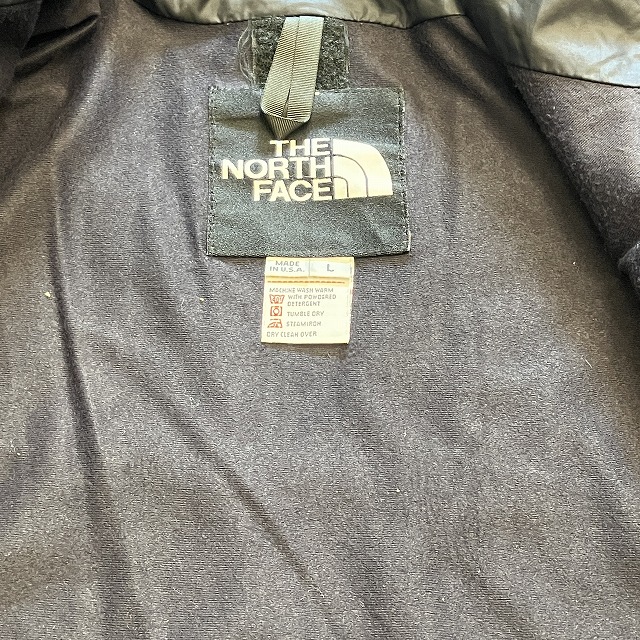 THE
NORTH
FACE
MADE
IN U.S.A.
L
MACHINE WASH WARM
WITH POWDERED
DETERGENT
TUMBLE DRY
STEAM IRON
DRY CLEAN OVER